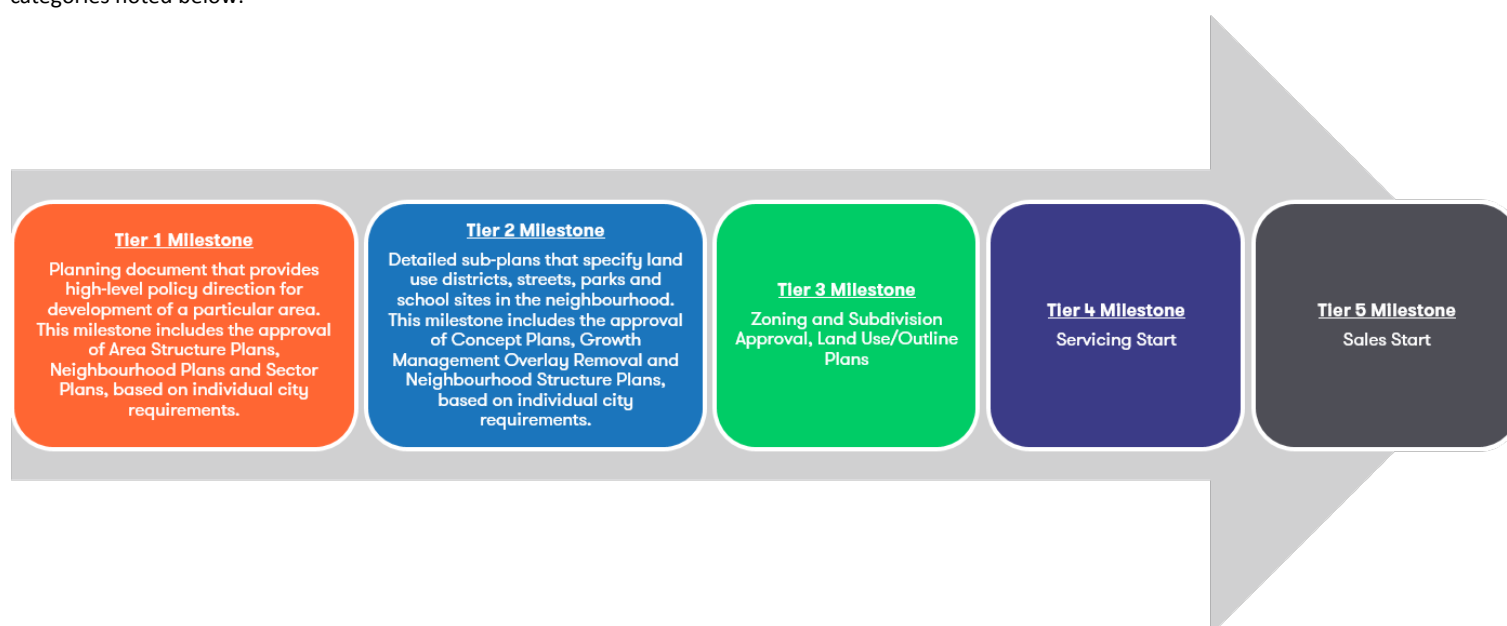 categories noted below:
Tier 1 Milestone
Planning document that provides
high-level policy direction for
development of a particular area.
This milestone includes the approval
of Area Structure Plans,
Neighbourhood Plans and Sector
Plans, based on individual city
requirements.
Tier 2 Milestone
Detailed sub-plans that specify land
use districts, streets, parks and
school sites in the neighbourhood.
This milestone includes the approval
of Concept Plans, Growth
Management Overlay Removal and
Neighbourhood Structure Plans,
based on individual city
requirements.
Tier 3 Milestone
Zoning and Subdivision
Approval, Land Use/Outline
Plans
Tier 4 Milestone
Servicing Start
Tier 5 Milestone
Sales Start